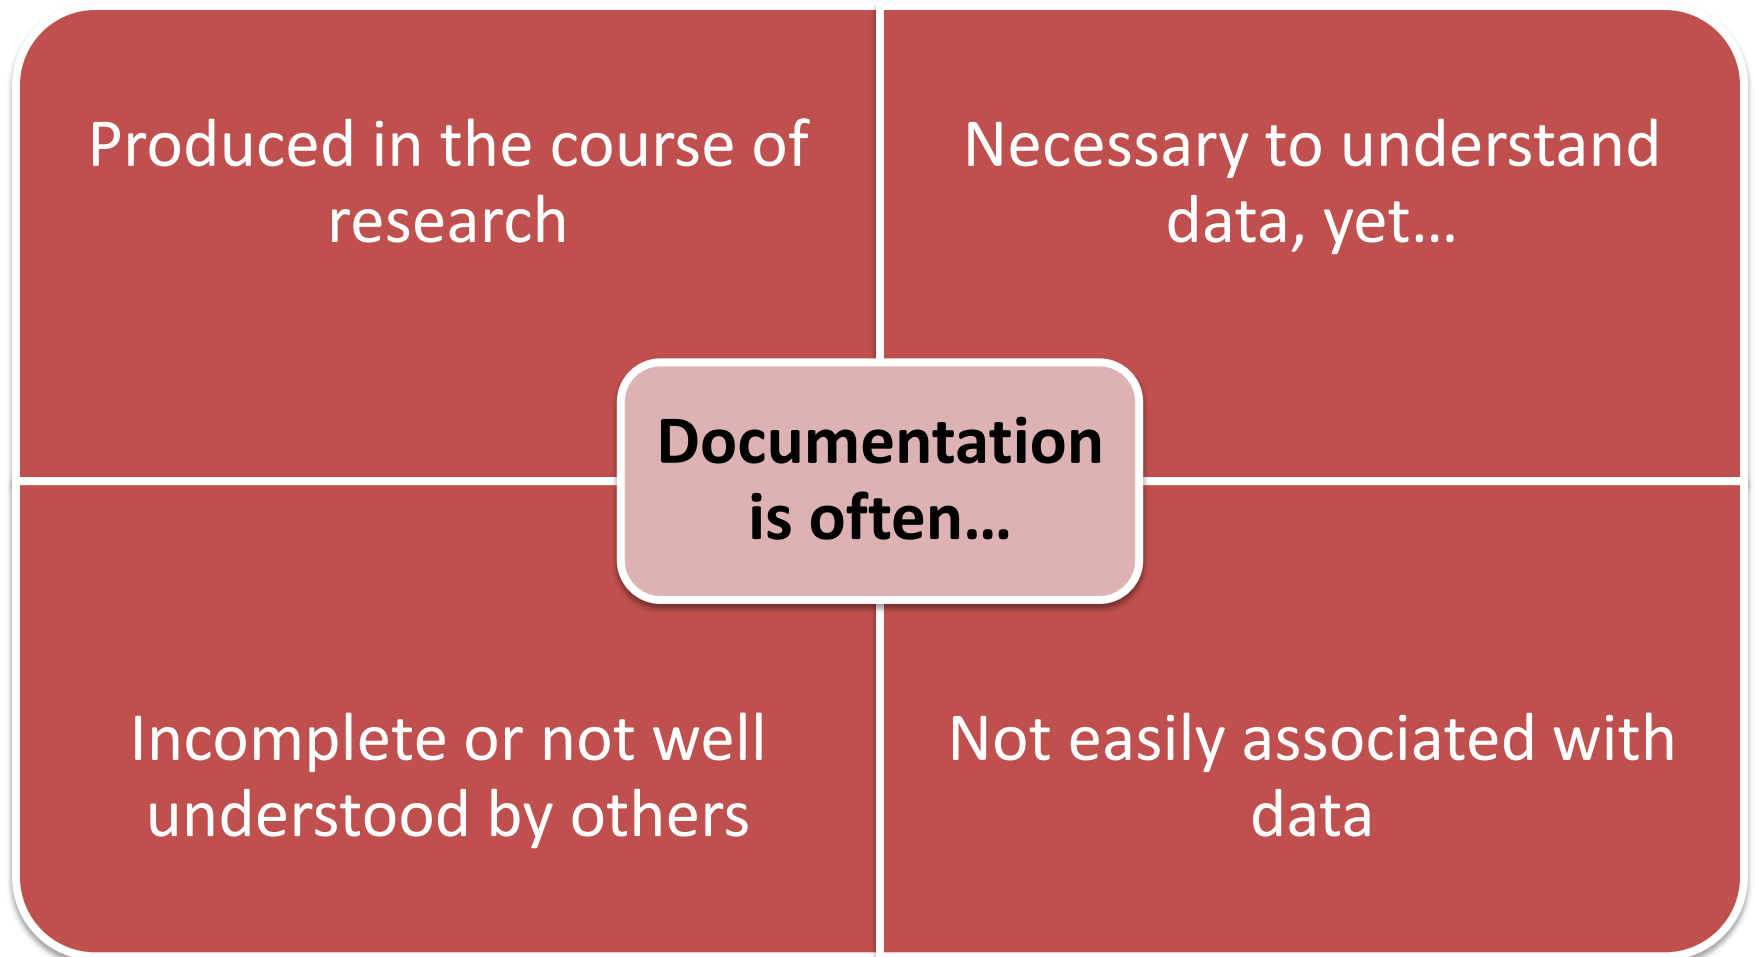 Produced in the course of
research
Necessary to understand
data, yet…
Documentation
is often…
Incomplete or not well
understood by others
Not easily associated with
data